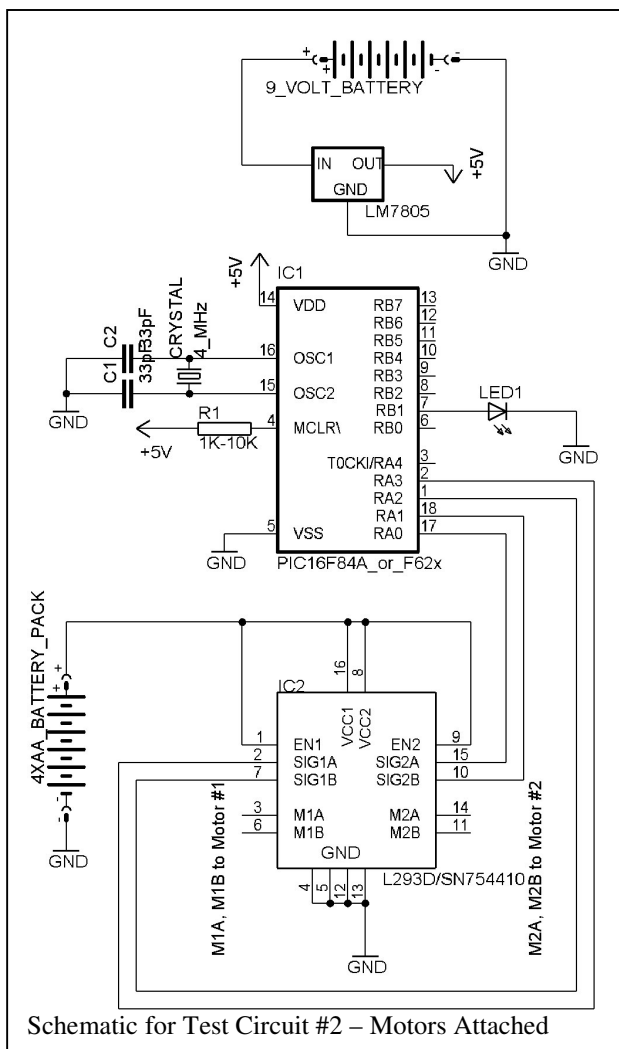 + + - -
9_VOLT_BATTERY
IN OUT
GND
LM7805
+5V
GND
+5V
IC1
14 VDD RB7 13
RB6 12
RB5 11
16 OSC1 RB4 10
RB3 9
15 OSC2 RB2 8
RB1 7
4 MCLR\ RB0 6
T0CKI/RA4 3
RA3 2
RA2 1
RA1 18
5 VSS RA0 17
PIC16F84A_or_F62x
C2
33pF
C1
33pF
CRYSTAL
4_MHz
GND
R1
1K-10K
+5V
GND
LED1
GND
4XAA_BATTERY_PACK
+ +
- -
GND
IC2
16 VCC1
8 VCC2
1 EN1 EN2 9
2 SIG1A SIG2A 15
7 SIG1B SIG2B 10
3 M1A M2A 14
6 M1B M2B 11
GND
4 5 12 13
L293D/SN754410
GND
M1A, M1B to Motor #1
M2A, M2B to Motor #2
Schematic for Test Circuit #2 – Motors Attached